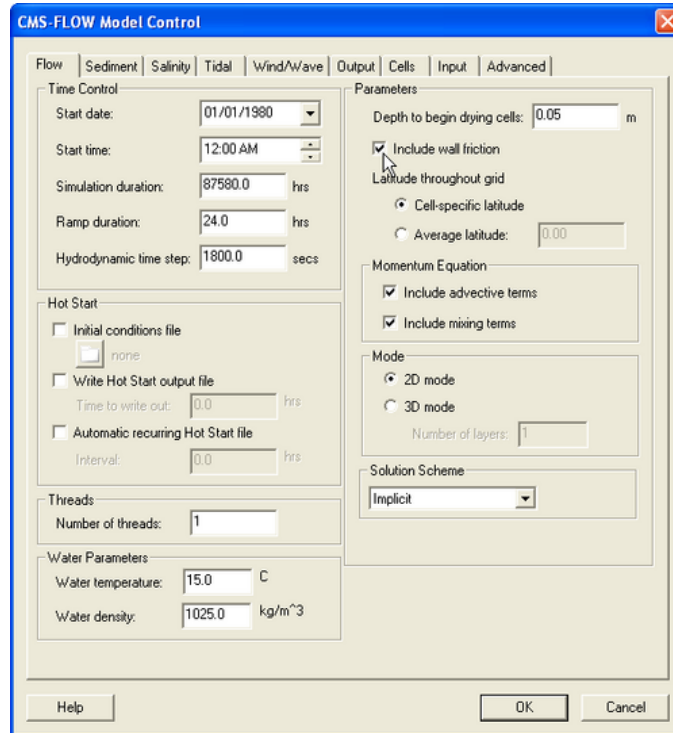 CMS-FLOW Model Control
Flow Sediment Salinity Tidal Wind/Wave Output Cells Input Advanced
Time Control
Start date: 01/01/1980
Start time: 12:00 AM
Simulation duration: 87580.0 hrs
Ramp duration: 24.0 hrs
Hydrodynamic time step: 1800.0 secs
Hot Start
Initial conditions file
none
Write Hot Start output file
Time to write out: 0.0 hrs
Automatic recurring Hot Start file
Interval: 0.0 hrs
Threads
Number of threads: 1
Water Parameters
Water temperature: 15.0 C
Water density: 1025.0 kg/m^3
Parameters
Depth to begin drying cells: 0.05 m
Include wall friction
Latitude throughout grid
Cell-specific latitude
Average latitude: 0.00
Momentum Equation
Include advective terms
Include mixing terms
Mode
2D mode
3D mode
Number of layers: 1
Solution Scheme
Implicit
Help OK Cancel